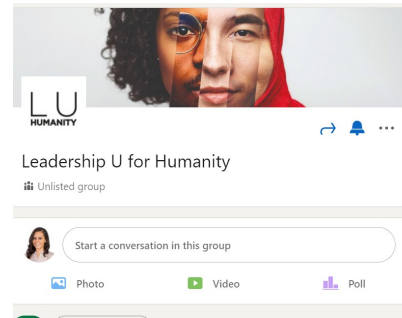 LU
HUMANITY
Leadership U for Humanity
Unlisted group
Start a conversation in this group
Photo Video Poll